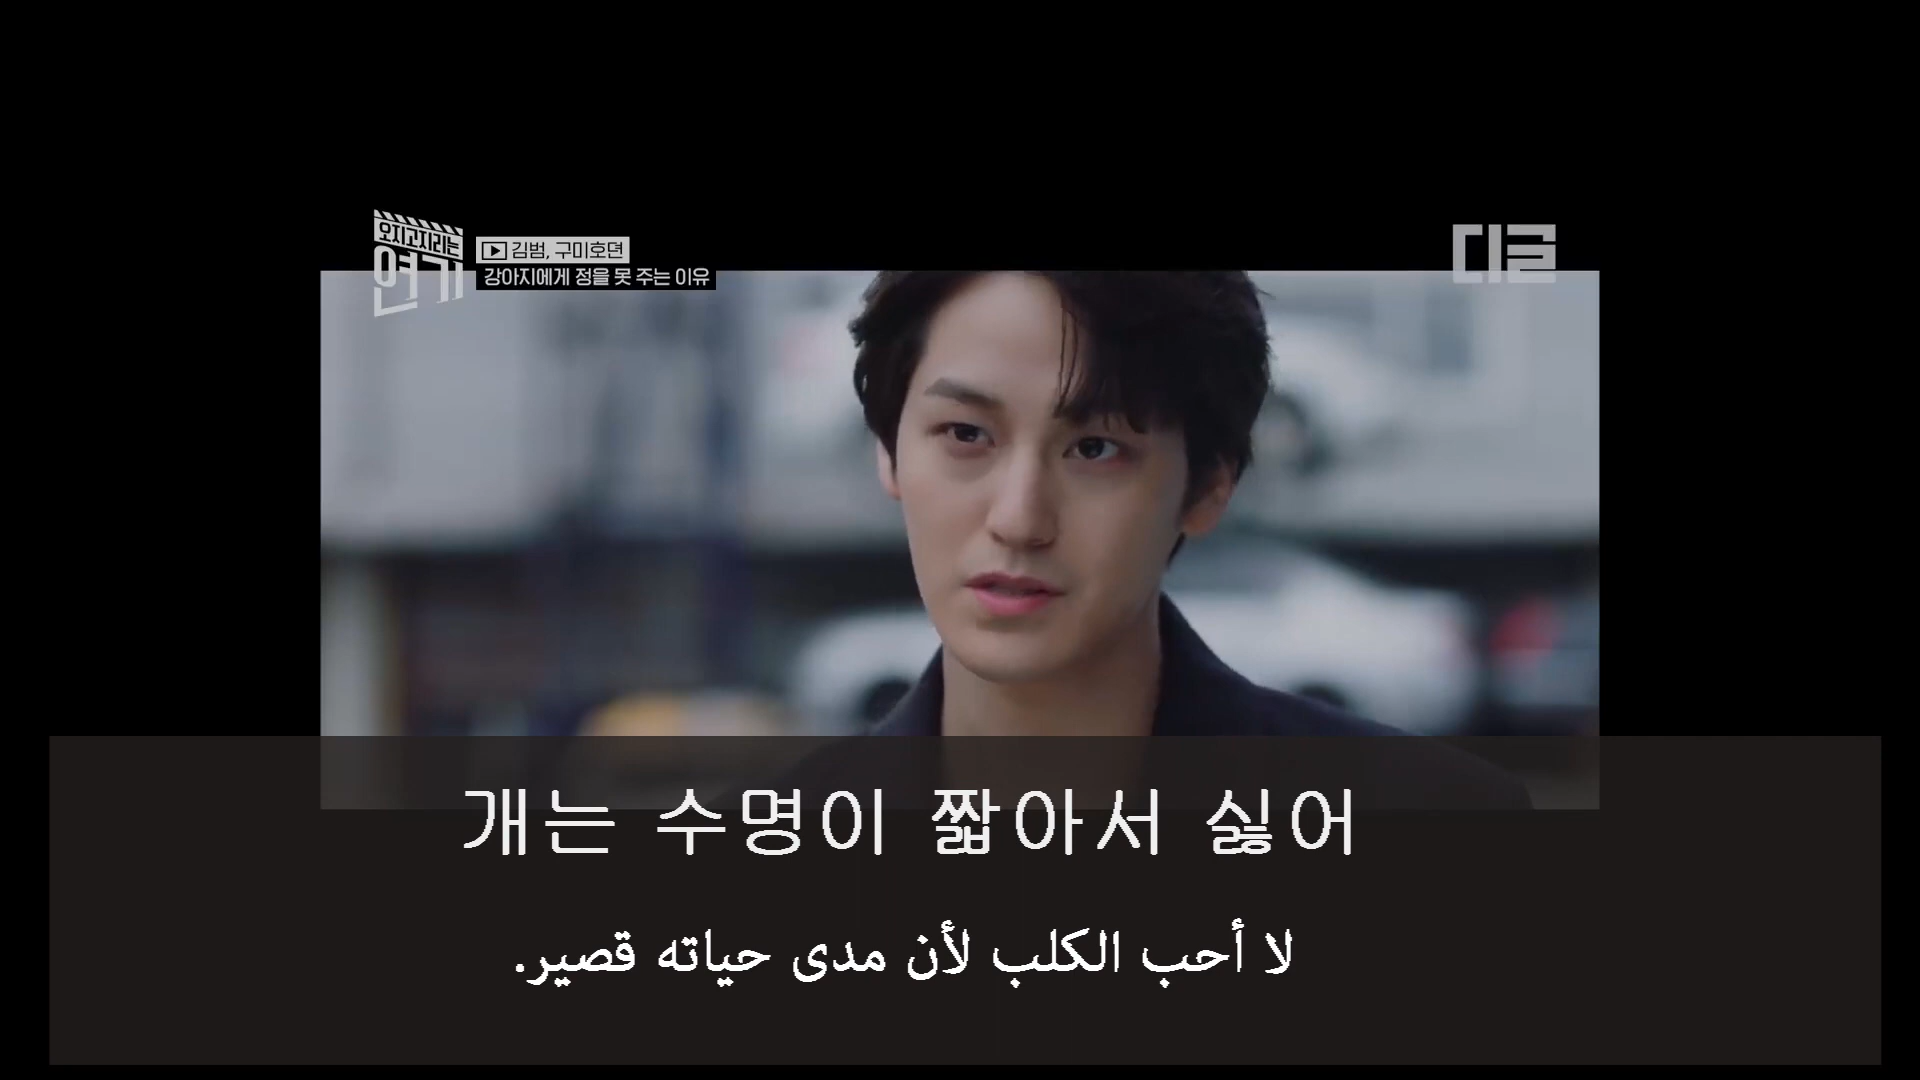 오지고지리는
연기
김범, 구미호뎐
강아지에게 정을 못 주는 이유
디글
개는 수명이 짧아서 싫어
لا أحب الكلب لأن مدى حياته قصير.